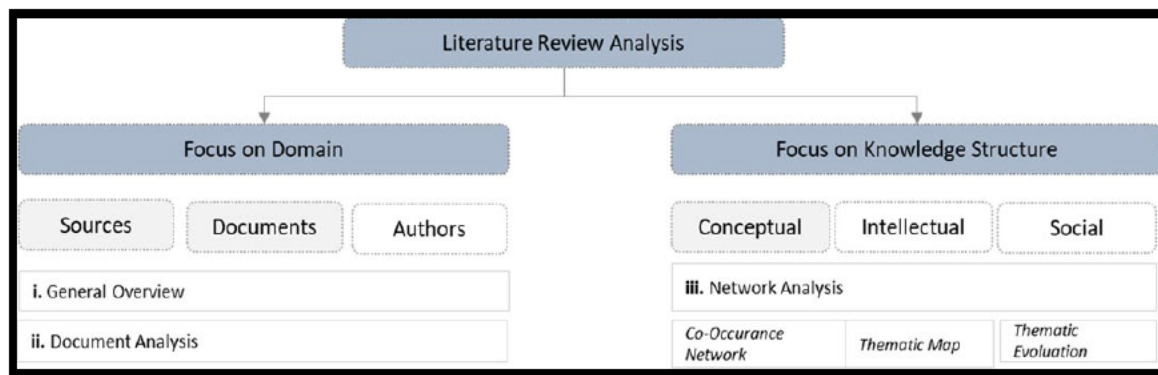 Literature Review Analysis
Focus on Domain
Focus on Knowledge Structure
Sources
Documents
Authors
Conceptual
Intellectual
Social
i. General Overview
ii. Document Analysis
iii. Network Analysis
Co-Occurance
Network
Thematic Map
Thematic
Evoluation